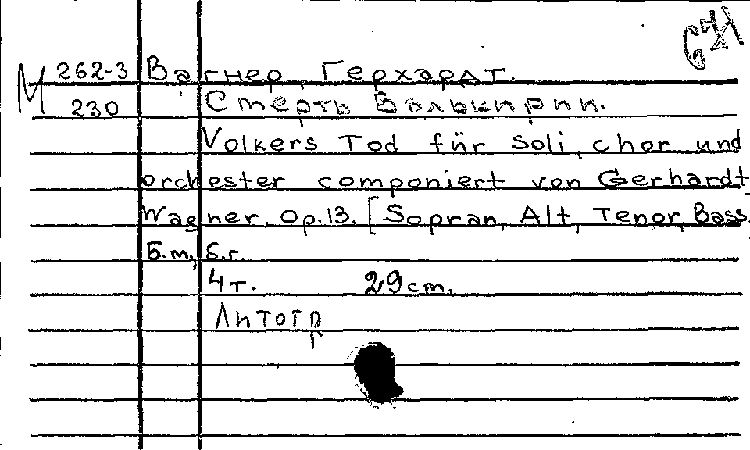 М 262-3 Вагнер, Герхардт.
230 Смерть Валькирии.
Volkers Tod für Soli, chor und
orchester componiert von Gerhardt
Wagner. Op.13. [Sopran, Alt, Tenor, Bass.
Б.м., б.г.
4 т. 29 cm.
Литогр